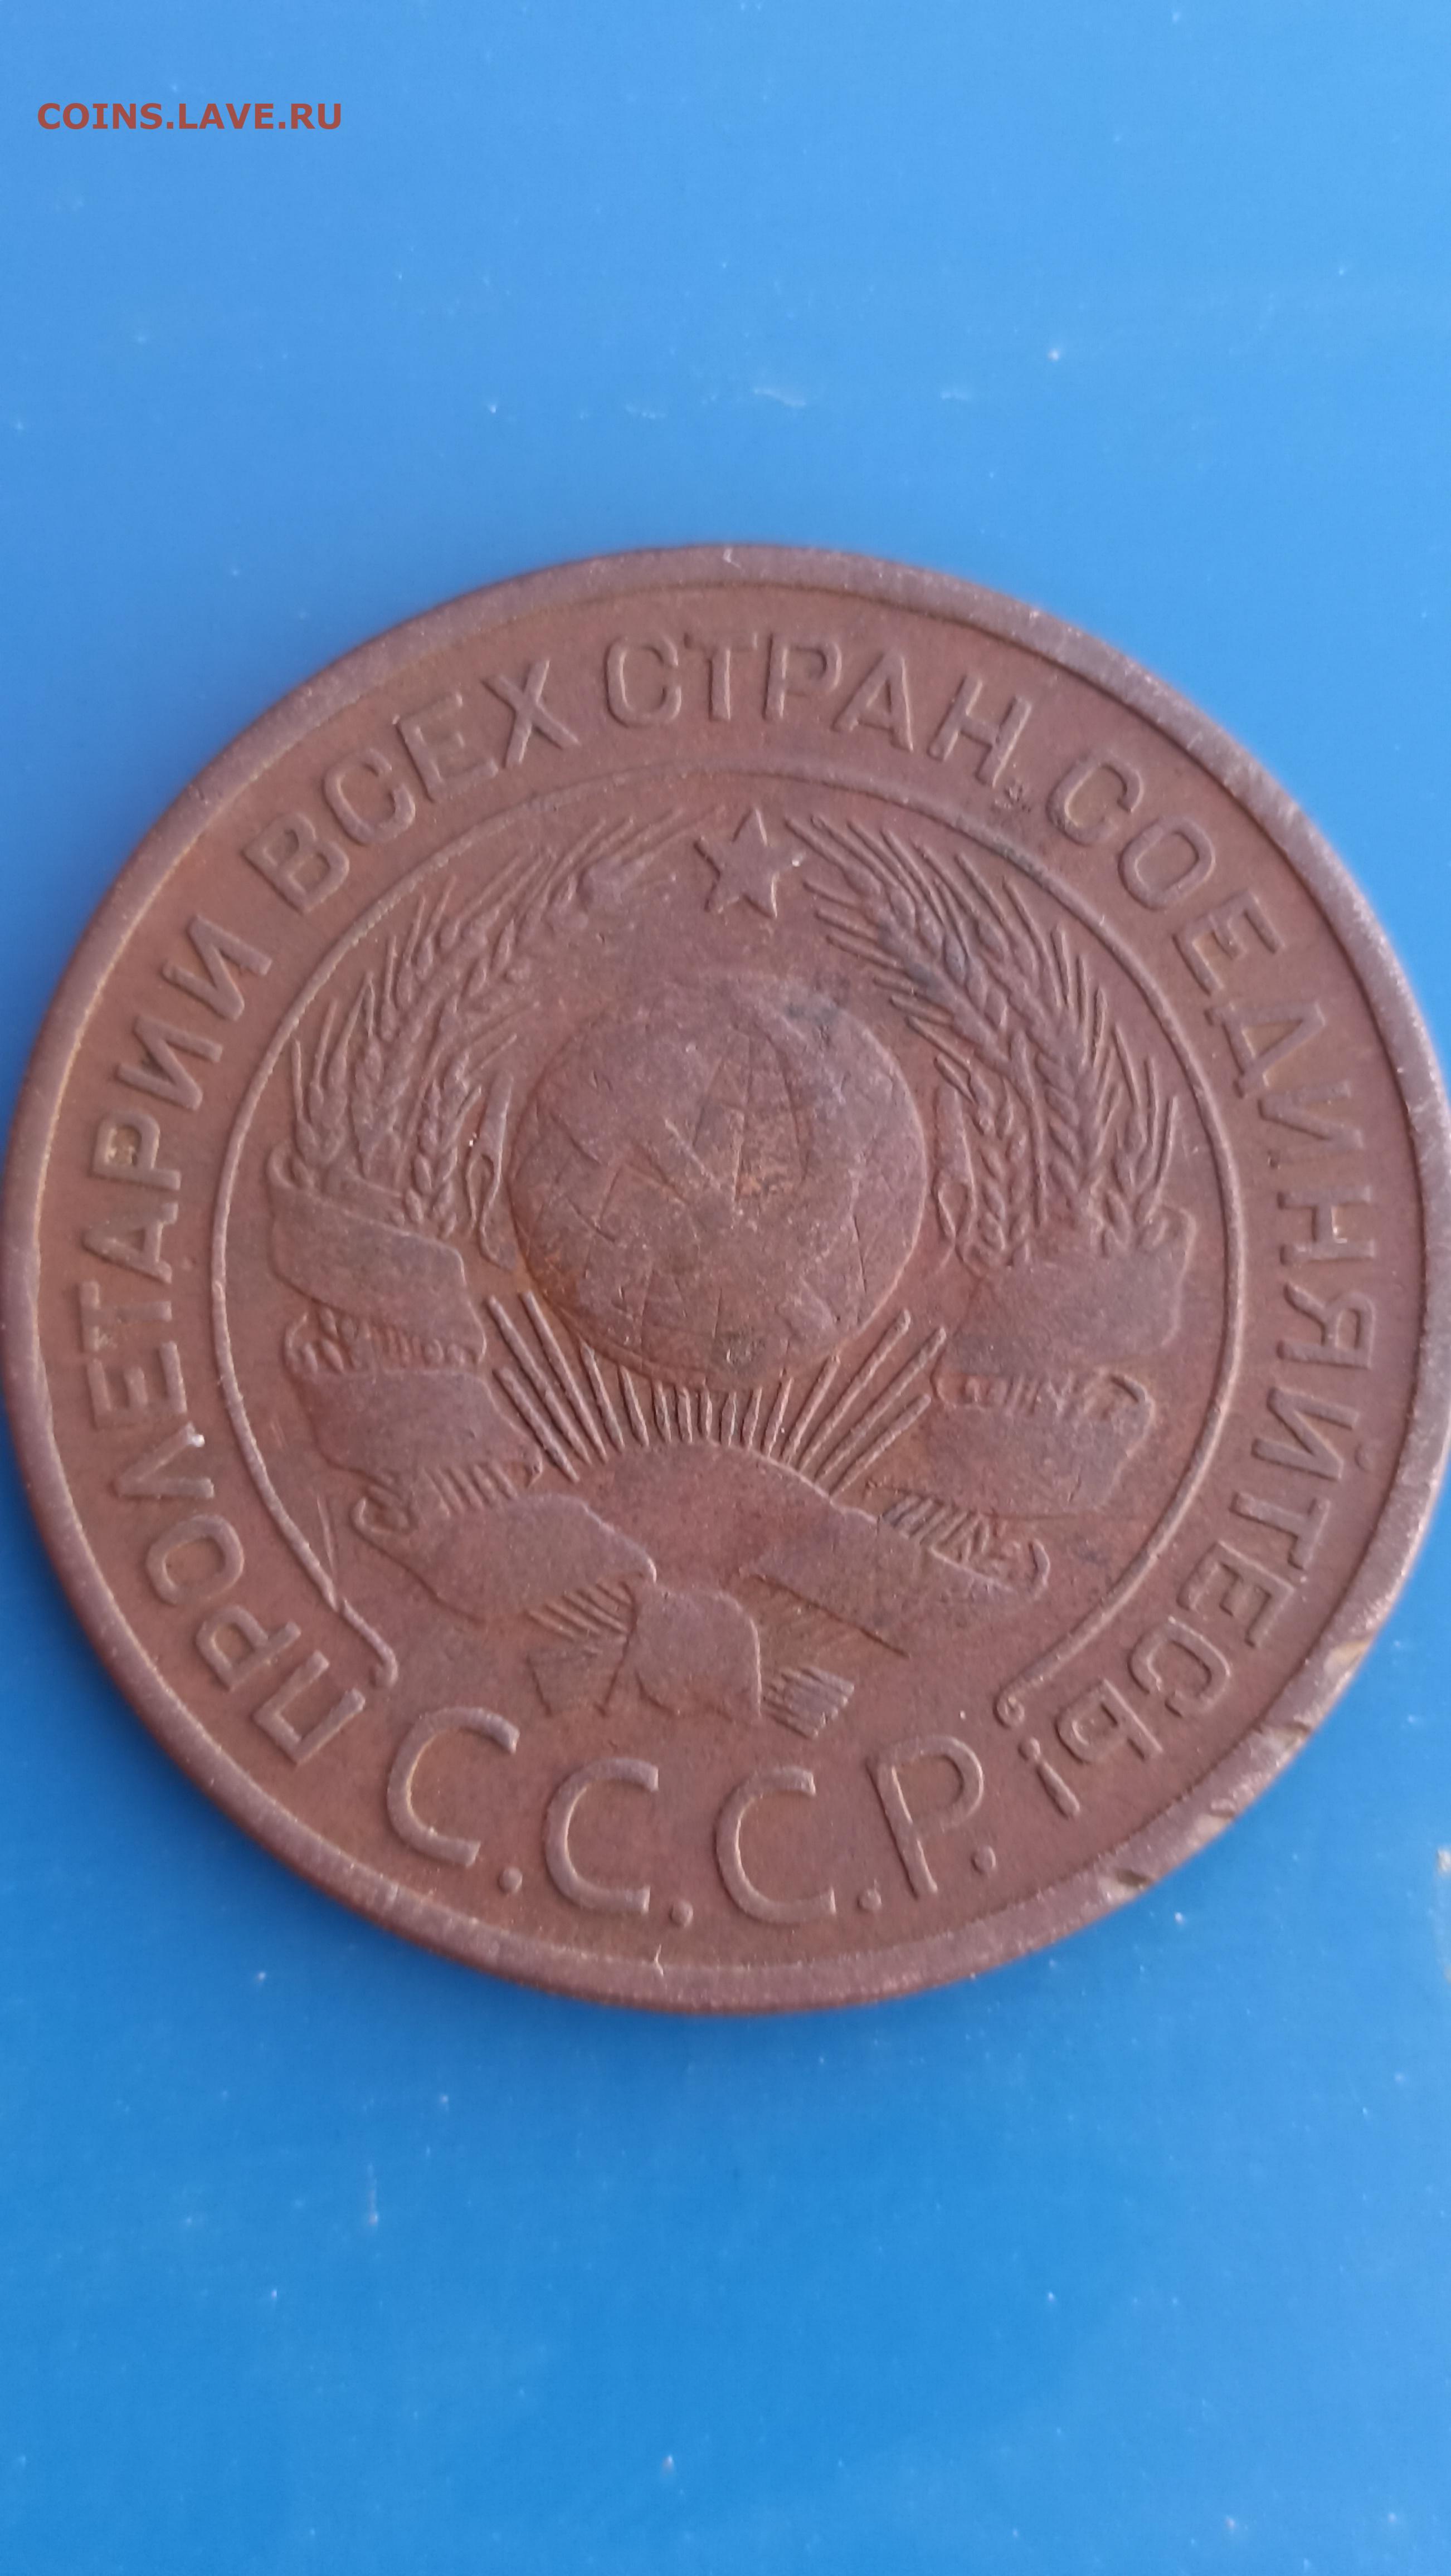 COINS.LAVE.RU
ПРОЛЕТАРИИ ВСЕХ СТРАН, СОЕДИНЯЙТЕСЬ!
С.С.С.Р.